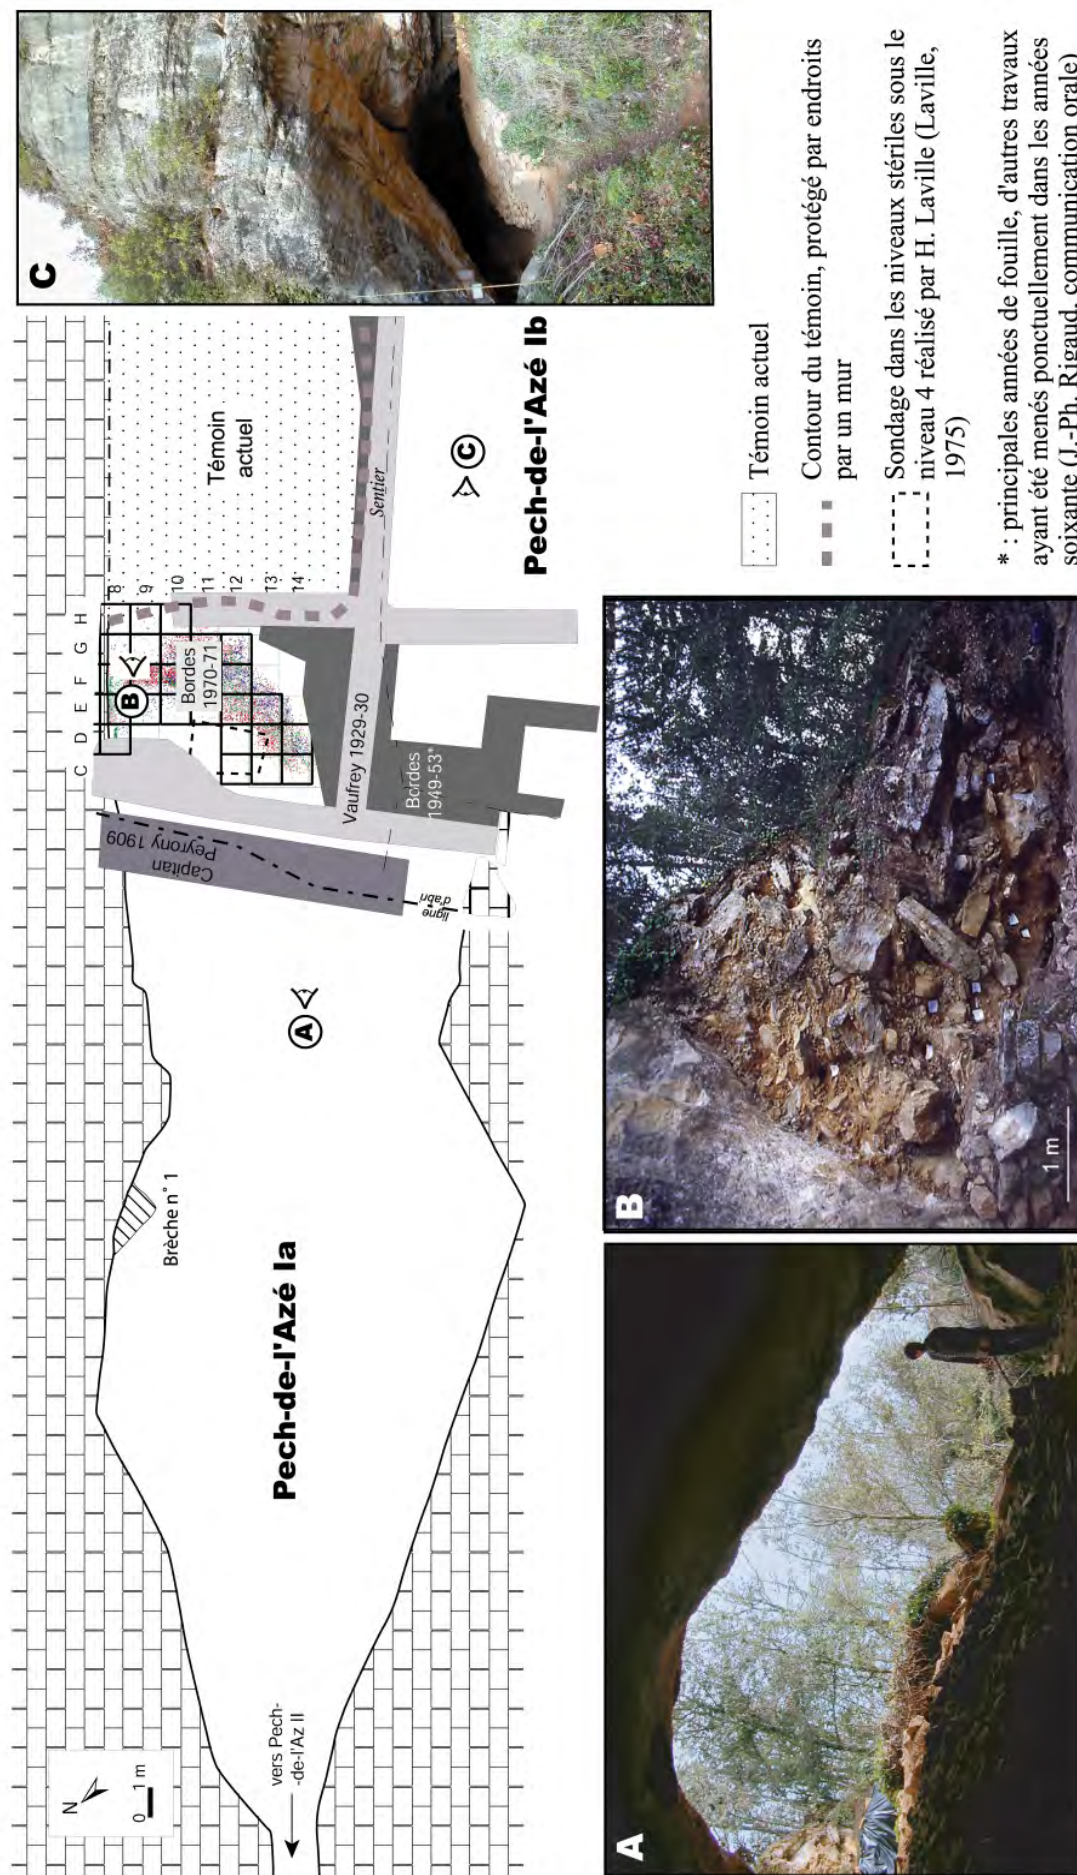 N
0 1 m
vers Pech-
-de-l'Az II
Pech-de-l'Azé Ia
Brèche n° 1
A
Capitan
Peyrony 1909
ligne
d'abri
C D E F G H
8
9
10
11
12
13
14
B
Bordes
1970-71
Vaufrey 1929-30
Bordes
1949-53*
Témoin
actuel
Sentier
C
Pech-de-l'Azé Ib
A
B
1 m
C
Témoin actuel
Contour du témoin, protégé par endroits
par un mur
Sondage dans les niveaux stériles sous le
niveau 4 réalisé par H. Laville (Laville,
1975)
* : principales années de fouille, d'autres travaux
ayant été menés ponctuellement dans les années
soixante (J.-Ph. Rigaud, communication orale)